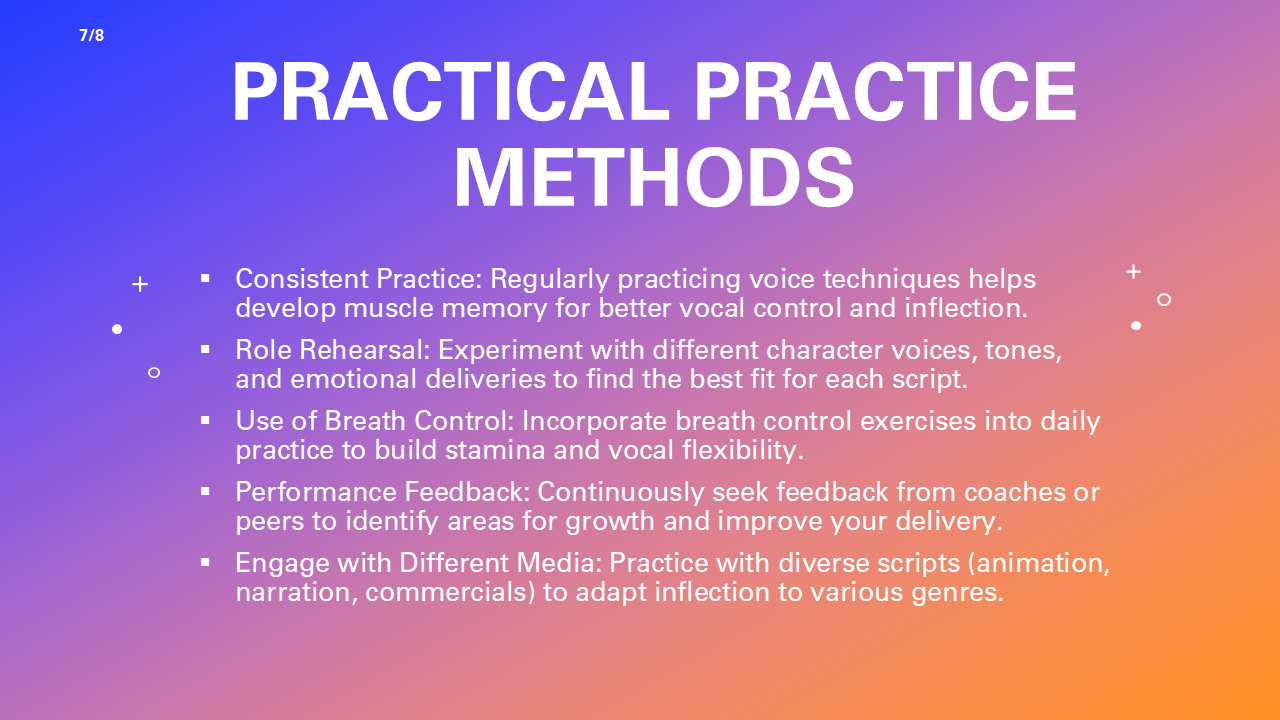 7/8
PRACTICAL PRACTICE
METHODS
▪ Consistent Practice: Regularly practicing voice techniques helps
develop muscle memory for better vocal control and inflection.
▪ Role Rehearsal: Experiment with different character voices, tones,
and emotional deliveries to find the best fit for each script.
▪ Use of Breath Control: Incorporate breath control exercises into daily
practice to build stamina and vocal flexibility.
▪ Performance Feedback: Continuously seek feedback from coaches or
peers to identify areas for growth and improve your delivery.
▪ Engage with Different Media: Practice with diverse scripts (animation,
narration, commercials) to adapt inflection to various genres.